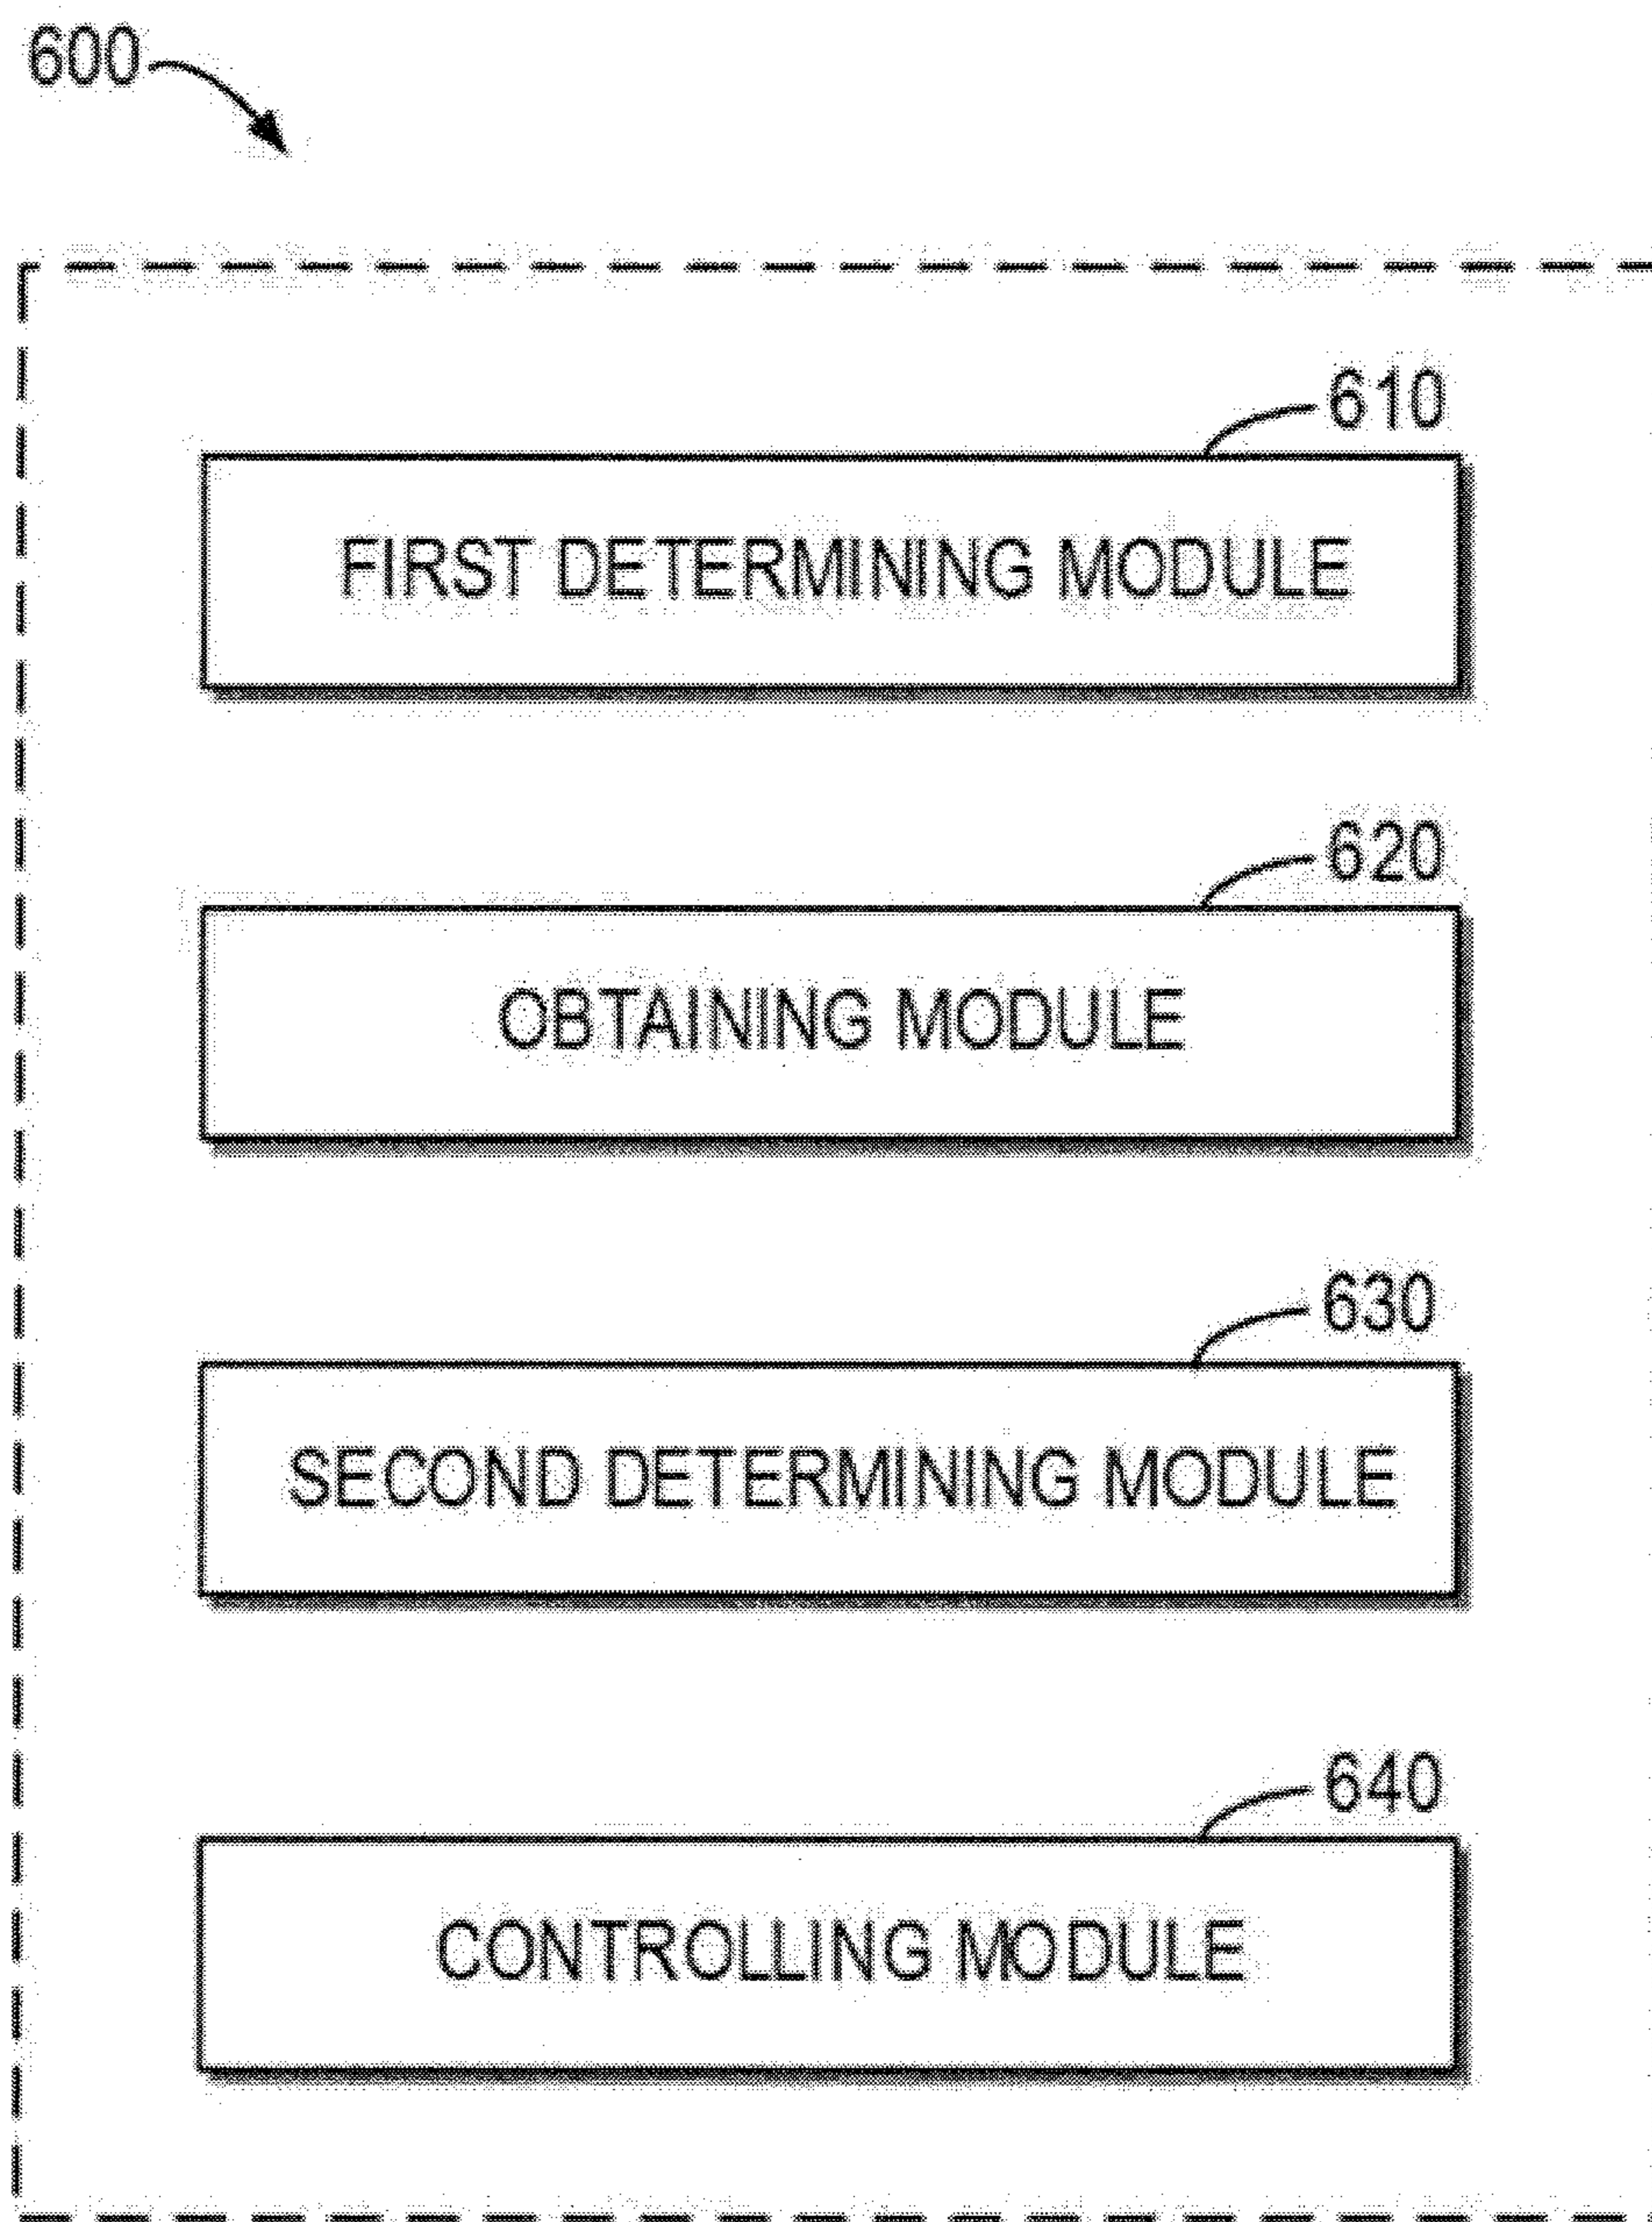 600
610
FIRST DETERMINING MODULE
620
OBTAINING MODULE
630
SECOND DETERMINING MODULE
640
CONTROLLING MODULE